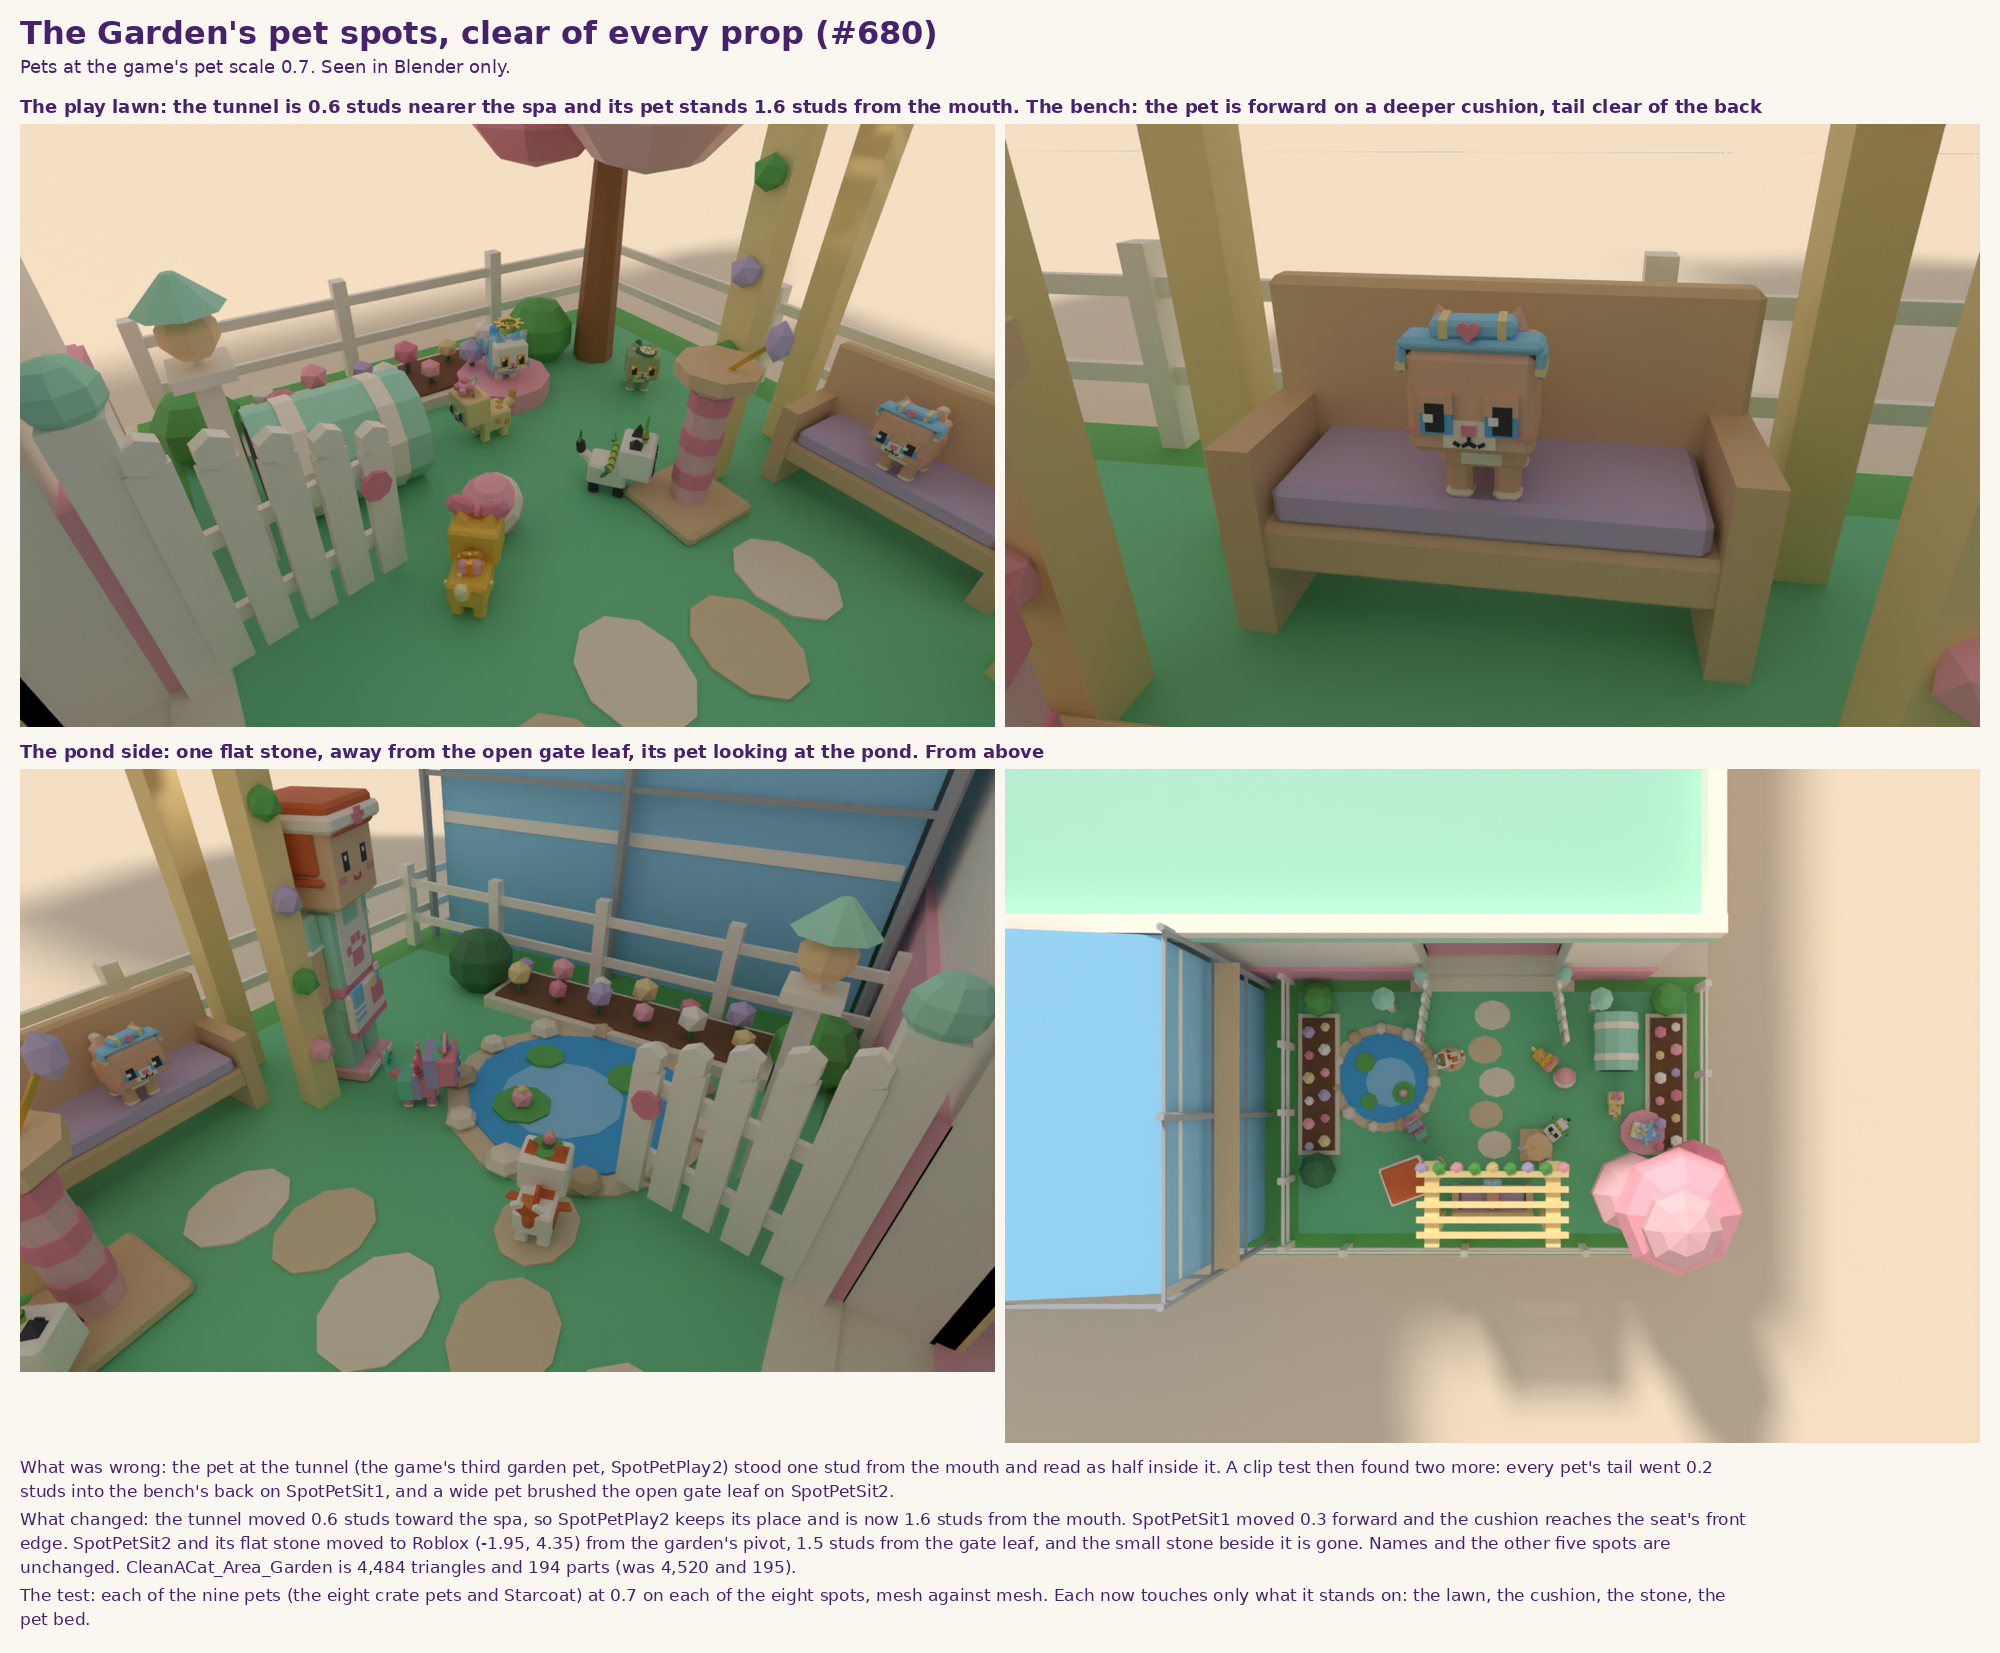 The Garden's pet spots, clear of every prop (#680)
Pets at the game's pet scale 0.7. Seen in Blender only.
The play lawn: the tunnel is 0.6 studs nearer the spa and its pet stands 1.6 studs from the mouth. The bench: the pet is forward on a deeper cushion, tail clear of the back
The pond side: one flat stone, away from the open gate leaf, its pet looking at the pond. From above
What was wrong: the pet at the tunnel (the game's third garden pet, SpotPetPlay2) stood one stud from the mouth and read as half inside it. A clip test then found two more: every pet's tail went 0.2
studs into the bench's back on SpotPetSit1, and a wide pet brushed the open gate leaf on SpotPetSit2.
What changed: the tunnel moved 0.6 studs toward the spa, so SpotPetPlay2 keeps its place and is now 1.6 studs from the mouth. SpotPetSit1 moved 0.3 forward and the cushion reaches the seat's front
edge. SpotPetSit2 and its flat stone moved to Roblox (-1.95, 4.35) from the garden's pivot, 1.5 studs from the gate leaf, and the small stone beside it is gone. Names and the other five spots are
unchanged. CleanACat_Area_Garden is 4,484 triangles and 194 parts (was 4,520 and 195).
The test: each of the nine pets (the eight crate pets and Starcoat) at 0.7 on each of the eight spots, mesh against mesh. Each now touches only what it stands on: the lawn, the cushion, the stone, the
pet bed.